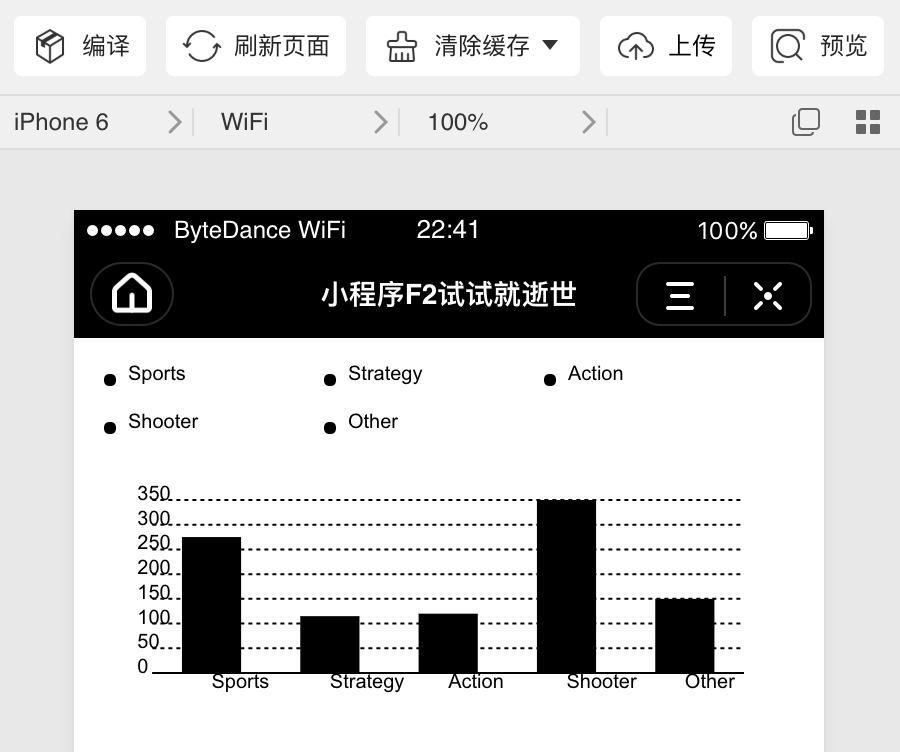 编译 刷新页面 清除缓存 上传 预览
iPhone 6 WiFi 100%
ByteDance WiFi 22:41 100%
小程序F2试试就逝世
Sports Strategy Action
Shooter Other
350
300
250
200
150
100
50
0
Sports Strategy Action Shooter Other